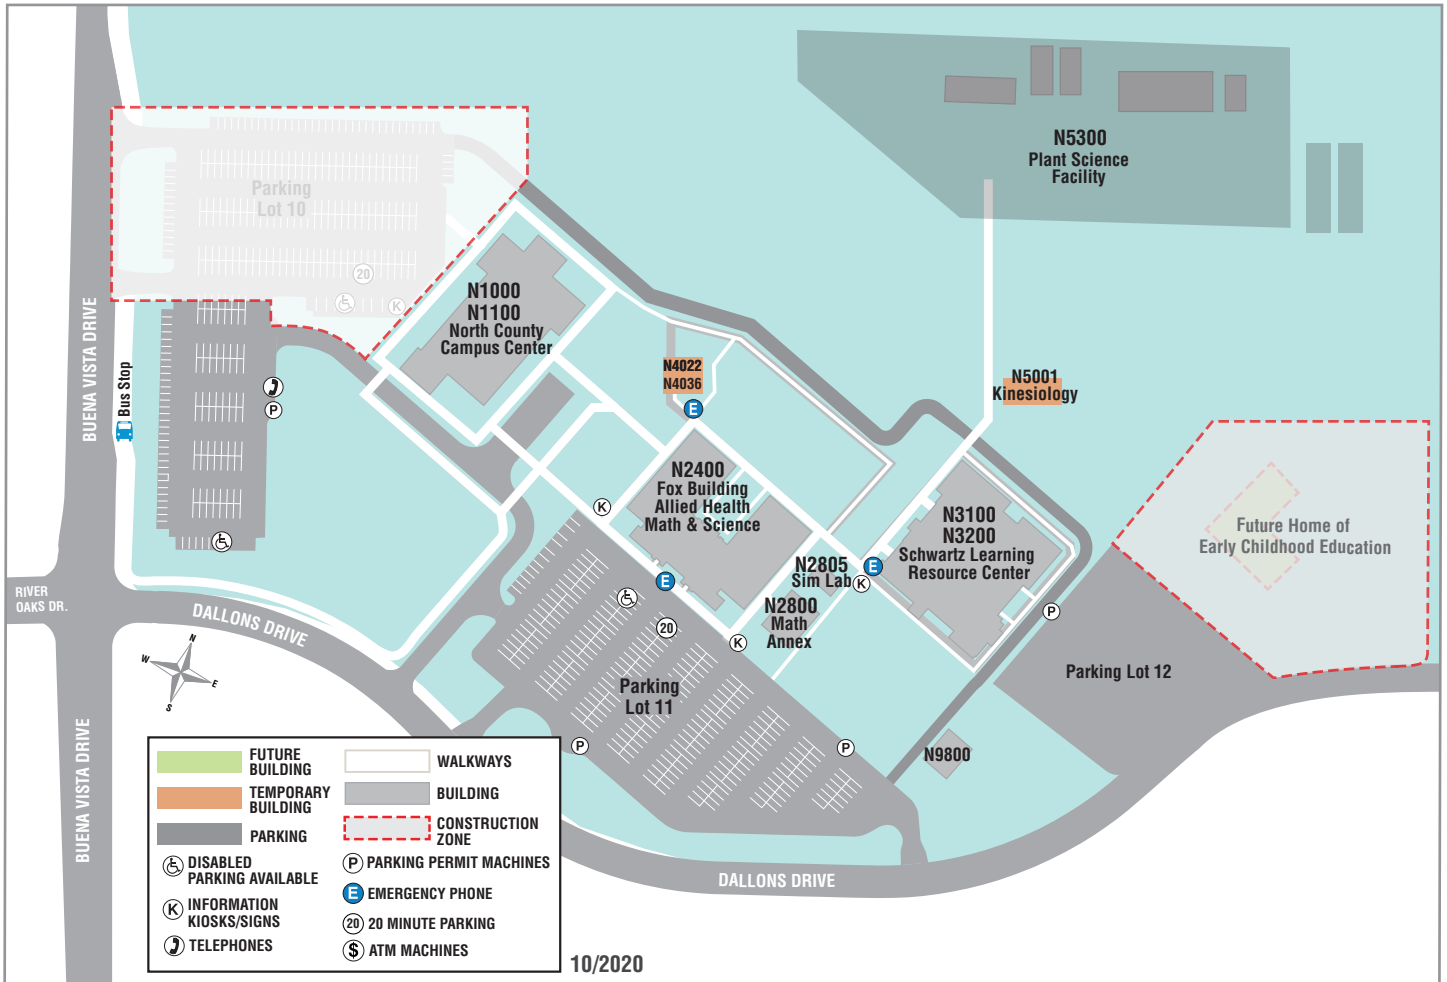 N5300
Plant Science
Facility
Parking
Lot 10
20
K
N1000
N1100
North County
Campus Center
BUENA VISTA DRIVE
Bus Stop
P
N4022
N4036
E
N5001
Kinesiology
N2400
Fox Building
Allied Health
Math & Science
K
N3100
N3200
Schwartz Learning
Resource Center
Future Home of
Early Childhood Education
N2805
Sim Lab
E
K
E
N2800
Math
Annex
P
20
K
RIVER
OAKS DR.
DALLONS DRIVE
N
W
E
S
Parking
Lot 11
Parking Lot 12
P
P
N9800
BUENA VISTA DRIVE
DALLONS DRIVE
FUTURE
BUILDING
TEMPORARY
BUILDING
PARKING
DISABLED
PARKING AVAILABLE
K INFORMATION
KIOSKS/SIGNS
TELEPHONES
WALKWAYS
BUILDING
CONSTRUCTION
ZONE
P PARKING PERMIT MACHINES
E EMERGENCY PHONE
20 20 MINUTE PARKING
$ ATM MACHINES
10/2020